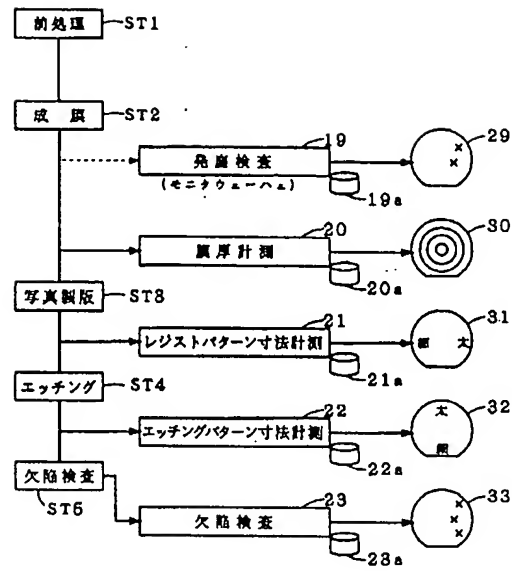 前処理
ST1
成膜
ST2
19
発塵検査
(モニタウェーハ)
19a
29
×
×
20
膜厚計測
20a
30
写真製版
ST3
21
レジストパターン寸法計測
21a
31
細 太
エッチング
ST4
22
エッチングパターン寸法計測
22a
32
太
細
欠陥検査
ST5
23
欠陥検査
23a
33
×
×
×